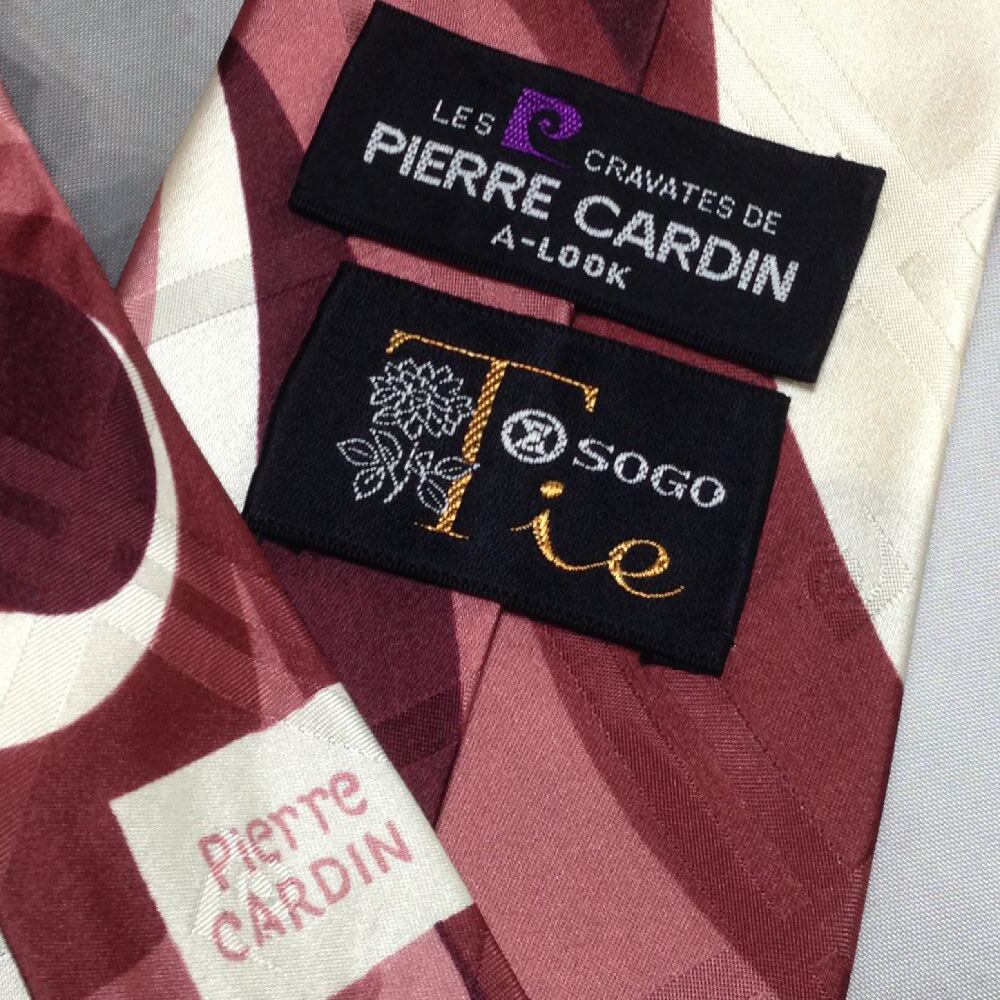 LES P CRAVATES DE
PIERRE CARDIN
A-LOOK
Tie
SOGO
Pierre
CARDIN